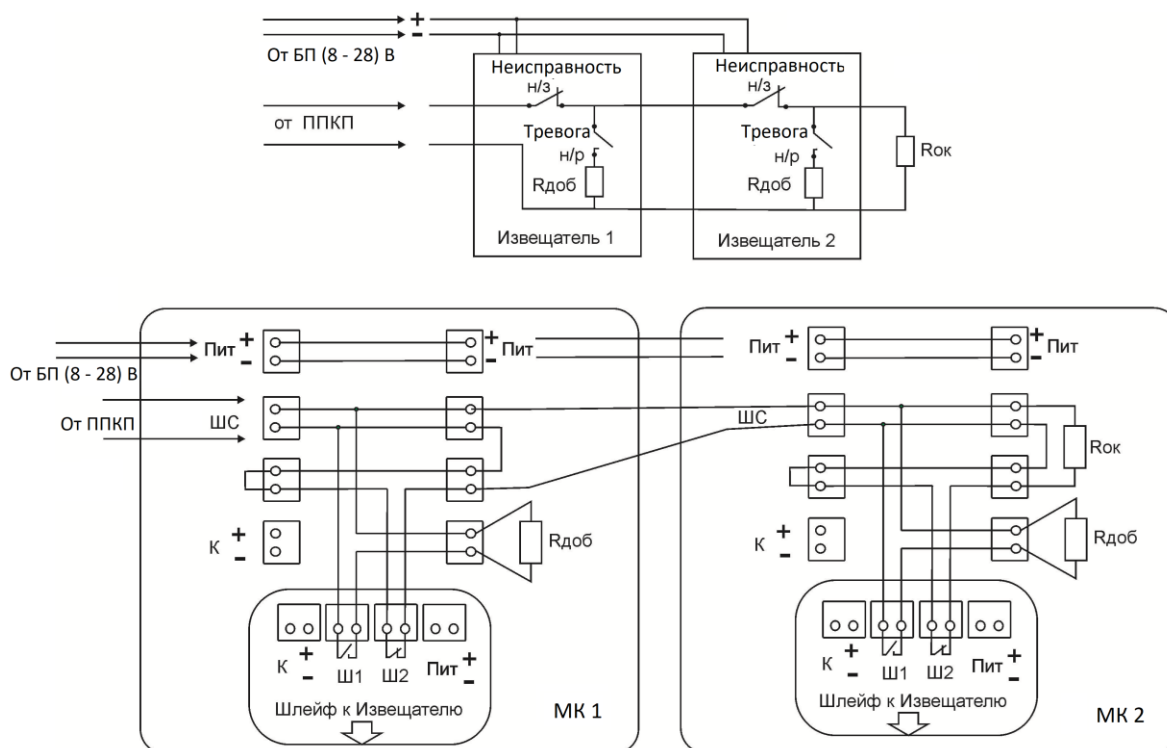 +
-
От БП (8 - 28) В
Неисправность
н/з
Неисправность
н/з
от ППКП
Тревога
н/р
Rдоб
Тревога
н/р
Rдоб
Rок
Извещатель 1
Извещатель 2
Пит + -
+ - Пит
Пит + -
+ - Пит
От БП (8 - 28) В
От ППКП
ШС
ШС
Rок
К + -
Rдоб
К + -
Rдоб
К + -
Ш1
Ш2
Пит + -
Шлейф к Извещателю
МК 1
К + -
Ш1
Ш2
Пит + -
Шлейф к Извещателю
МК 2